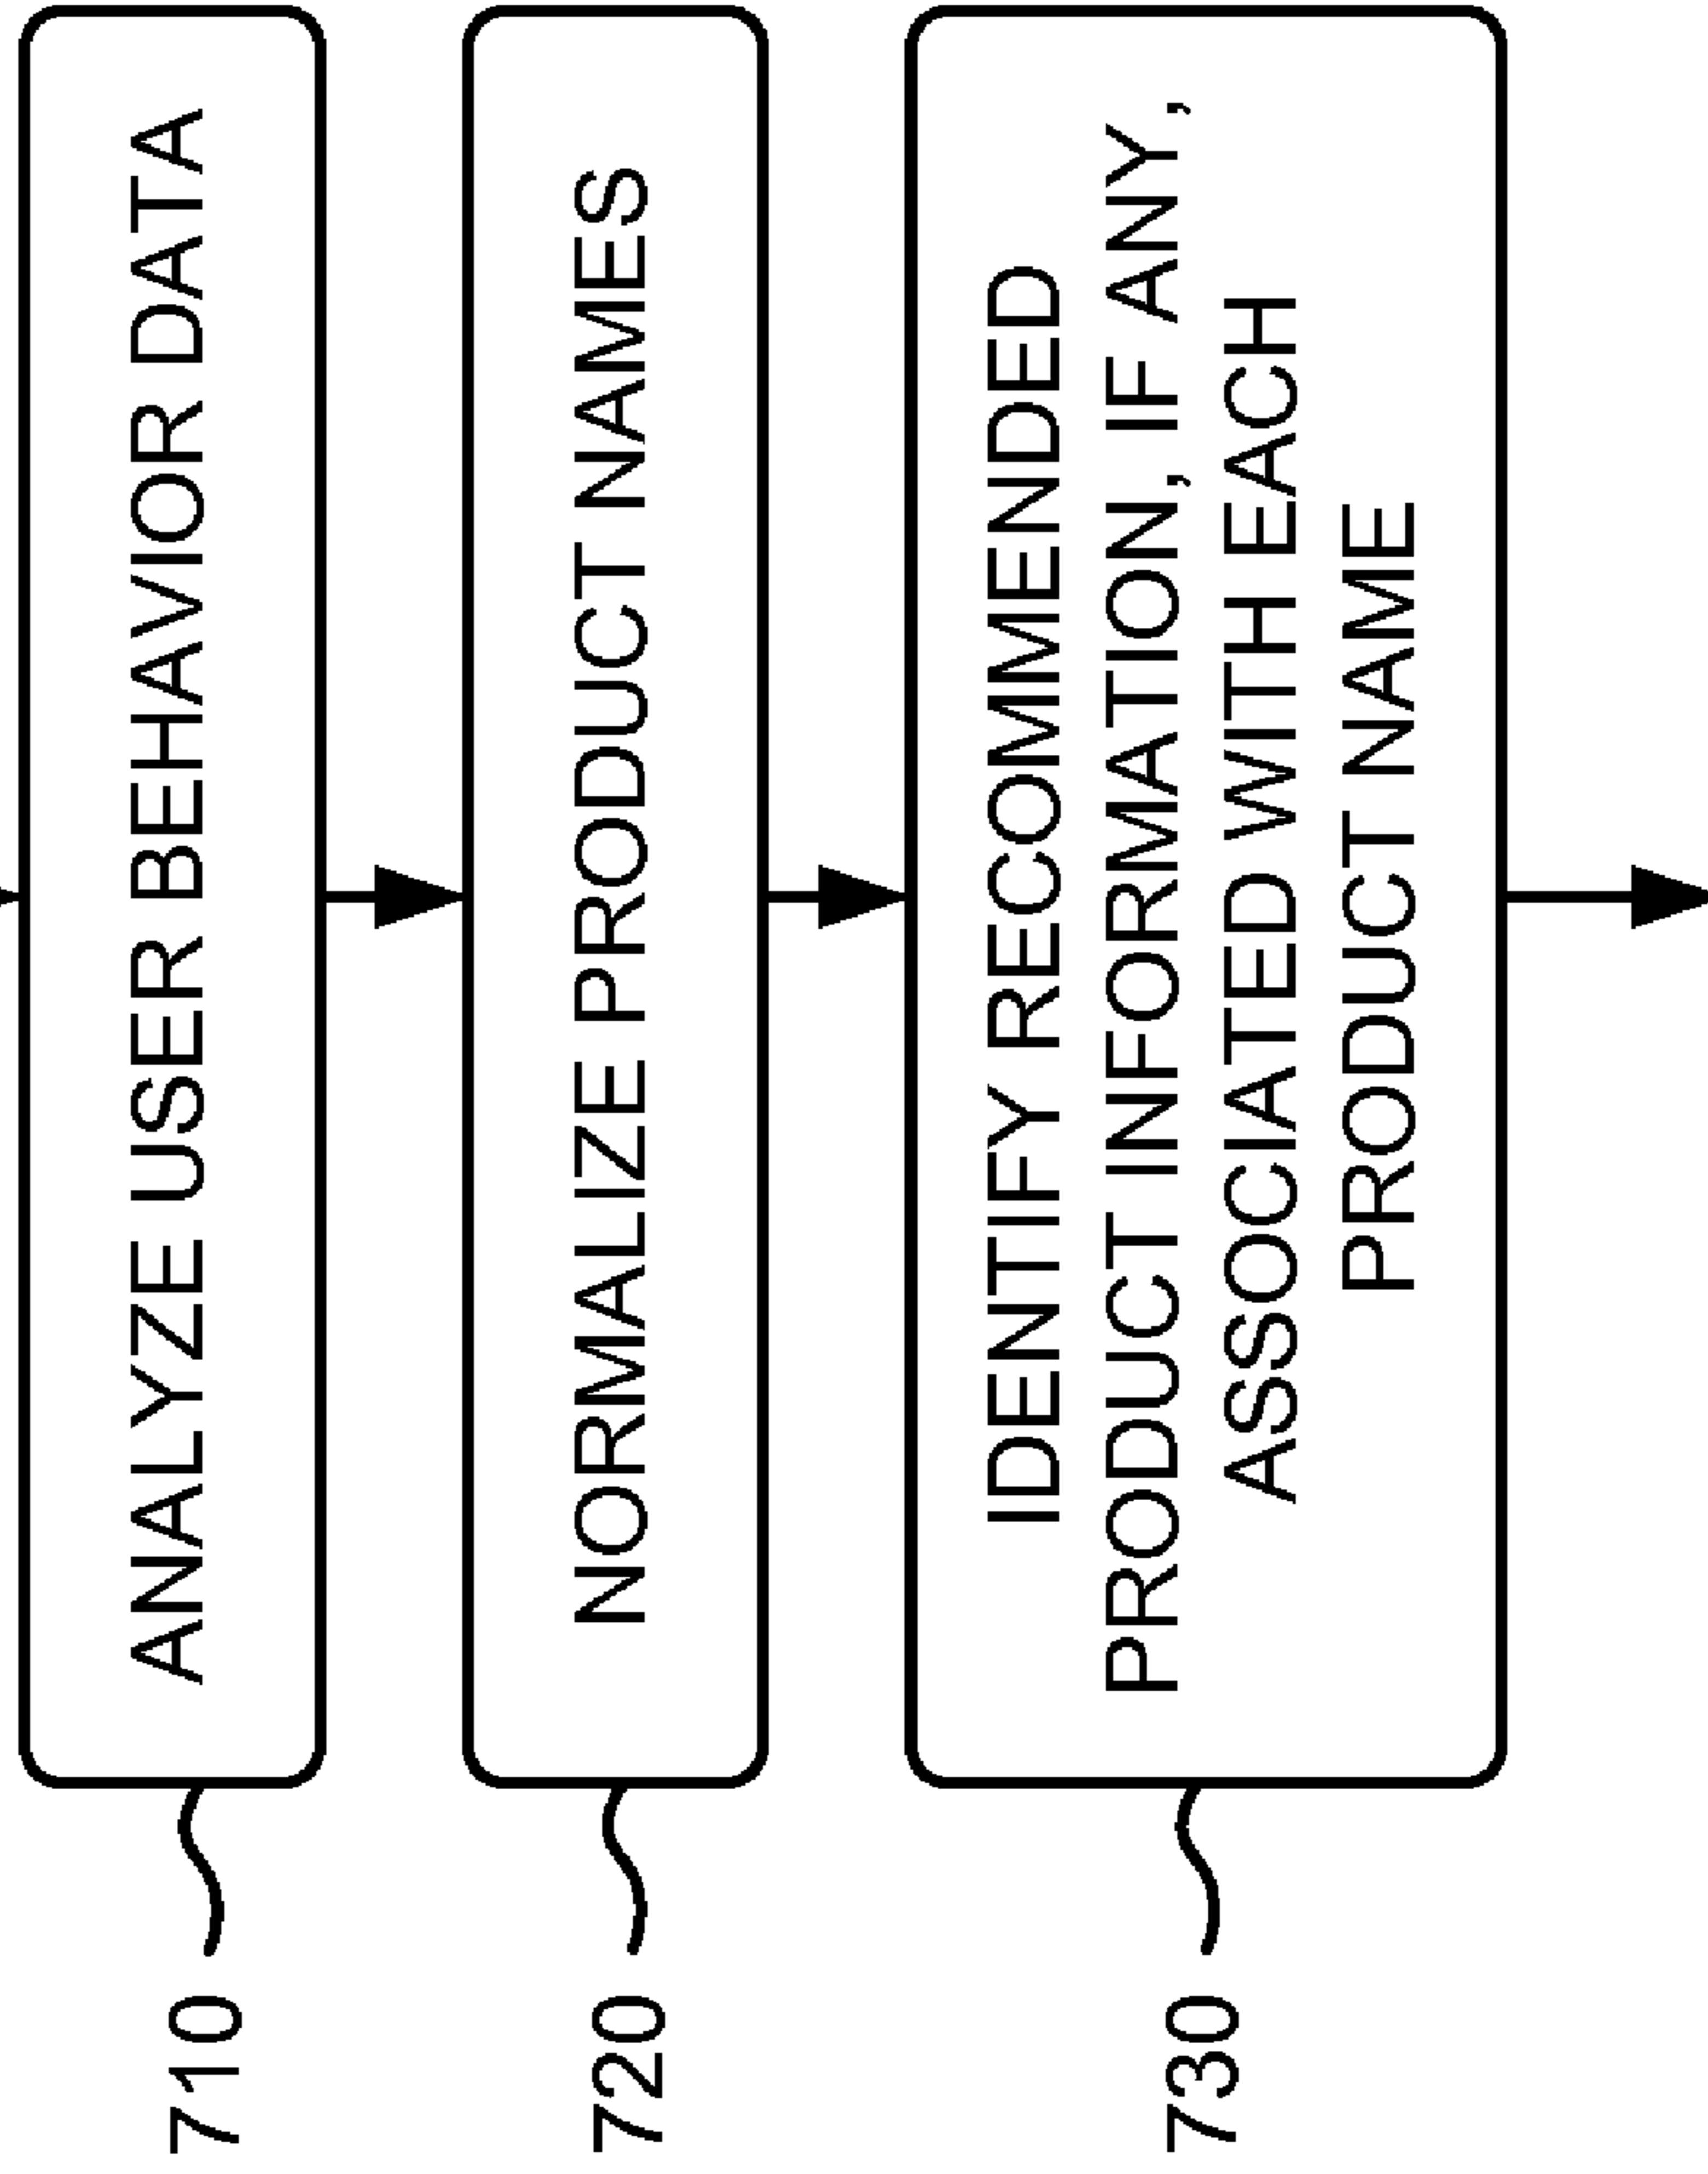 710
ANALYZE USER BEHAVIOR DATA
720
NORMALIZE PRODUCT NAMES
730
IDENTIFY RECOMMENDED
PRODUCT INFORMATION, IF ANY,
ASSOCIATED WITH EACH
PRODUCT NAME